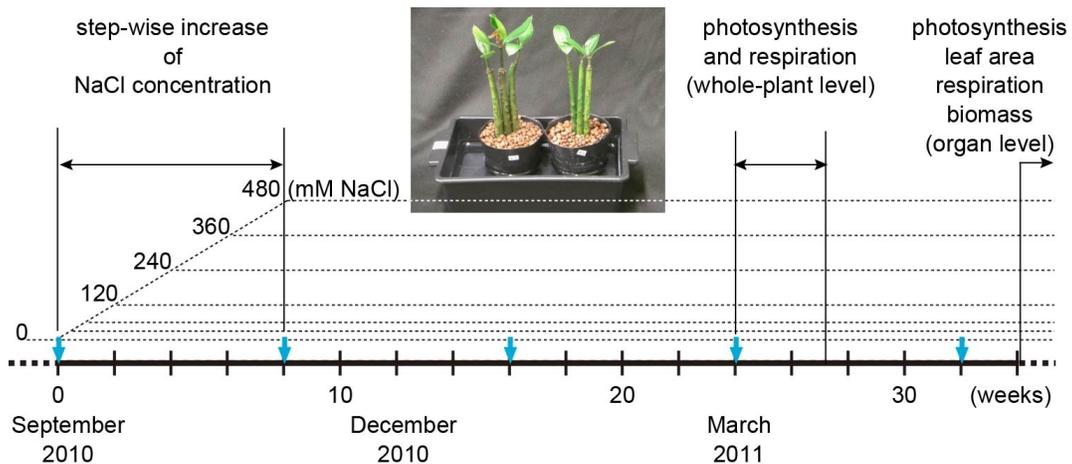 step-wise increase
of
NaCl concentration
photosynthesis
and respiration
(whole-plant level)
photosynthesis
leaf area
respiration
biomass
(organ level)
480 (mM NaCl)
360
240
120
0
0
10
20
30
(weeks)
September
2010
December
2010
March
2011